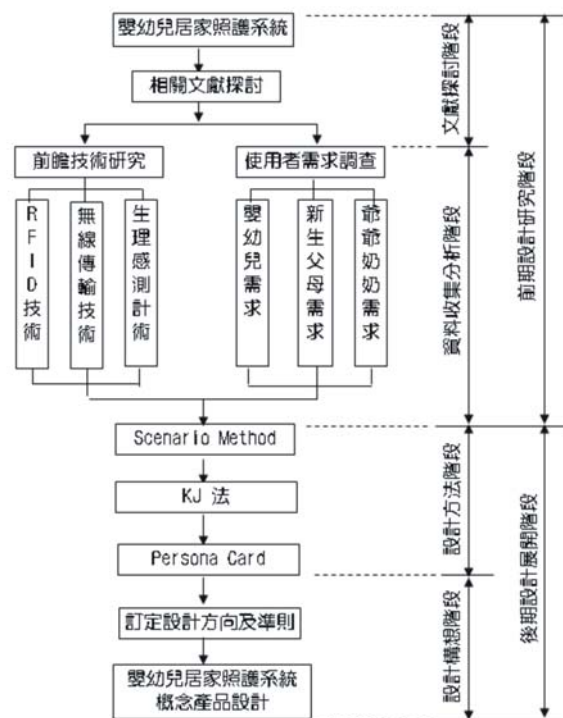 嬰幼兒居家照護系統
相關文獻探討
前瞻技術研究
使用者需求調查
RFID技術
無線傳輸技術
生理感測計術
嬰幼兒需求
新生父母需求
爺爺奶奶需求
Scenario Method
KJ 法
Persona Card
訂定設計方向及準則
嬰幼兒居家照護系統
概念產品設計
文獻探討階段
資料收集分析階段
設計方法階段
設計構想階段
前期設計研究階段
後期設計展開階段